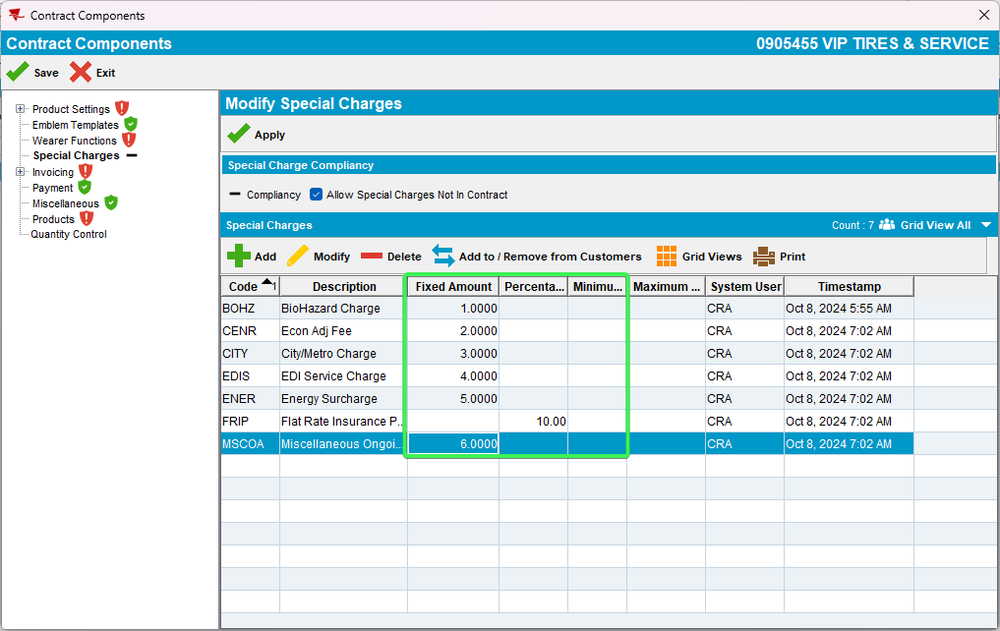 Contract Components
Contract Components 0905455 VIP TIRES & SERVICE
Save Exit
Product Settings
Emblem Templates
Wearer Functions
Special Charges
Invoicing
Payment
Miscellaneous
Products
Quantity Control
Modify Special Charges
Apply
Special Charge Compliancy
Compliancy Allow Special Charges Not In Contract
Special Charges Count : 7 Grid View All
Add Modify Delete Add to / Remove from Customers Grid Views Print
Code 1 Description Fixed Amount Percenta... Minimu... Maximum ... System User Timestamp
BOHZ BioHazard Charge 1.0000 CRA Oct 8, 2024 5:55 AM
CENR Econ Adj Fee 2.0000 CRA Oct 8, 2024 7:02 AM
CITY City/Metro Charge 3.0000 CRA Oct 8, 2024 7:02 AM
EDIS EDI Service Charge 4.0000 CRA Oct 8, 2024 7:02 AM
ENER Energy Surcharge 5.0000 CRA Oct 8, 2024 7:02 AM
FRIP Flat Rate Insurance P... 10.00 CRA Oct 8, 2024 7:02 AM
MSCOA Miscellaneous Ongoi... 6.0000 CRA Oct 8, 2024 7:02 AM